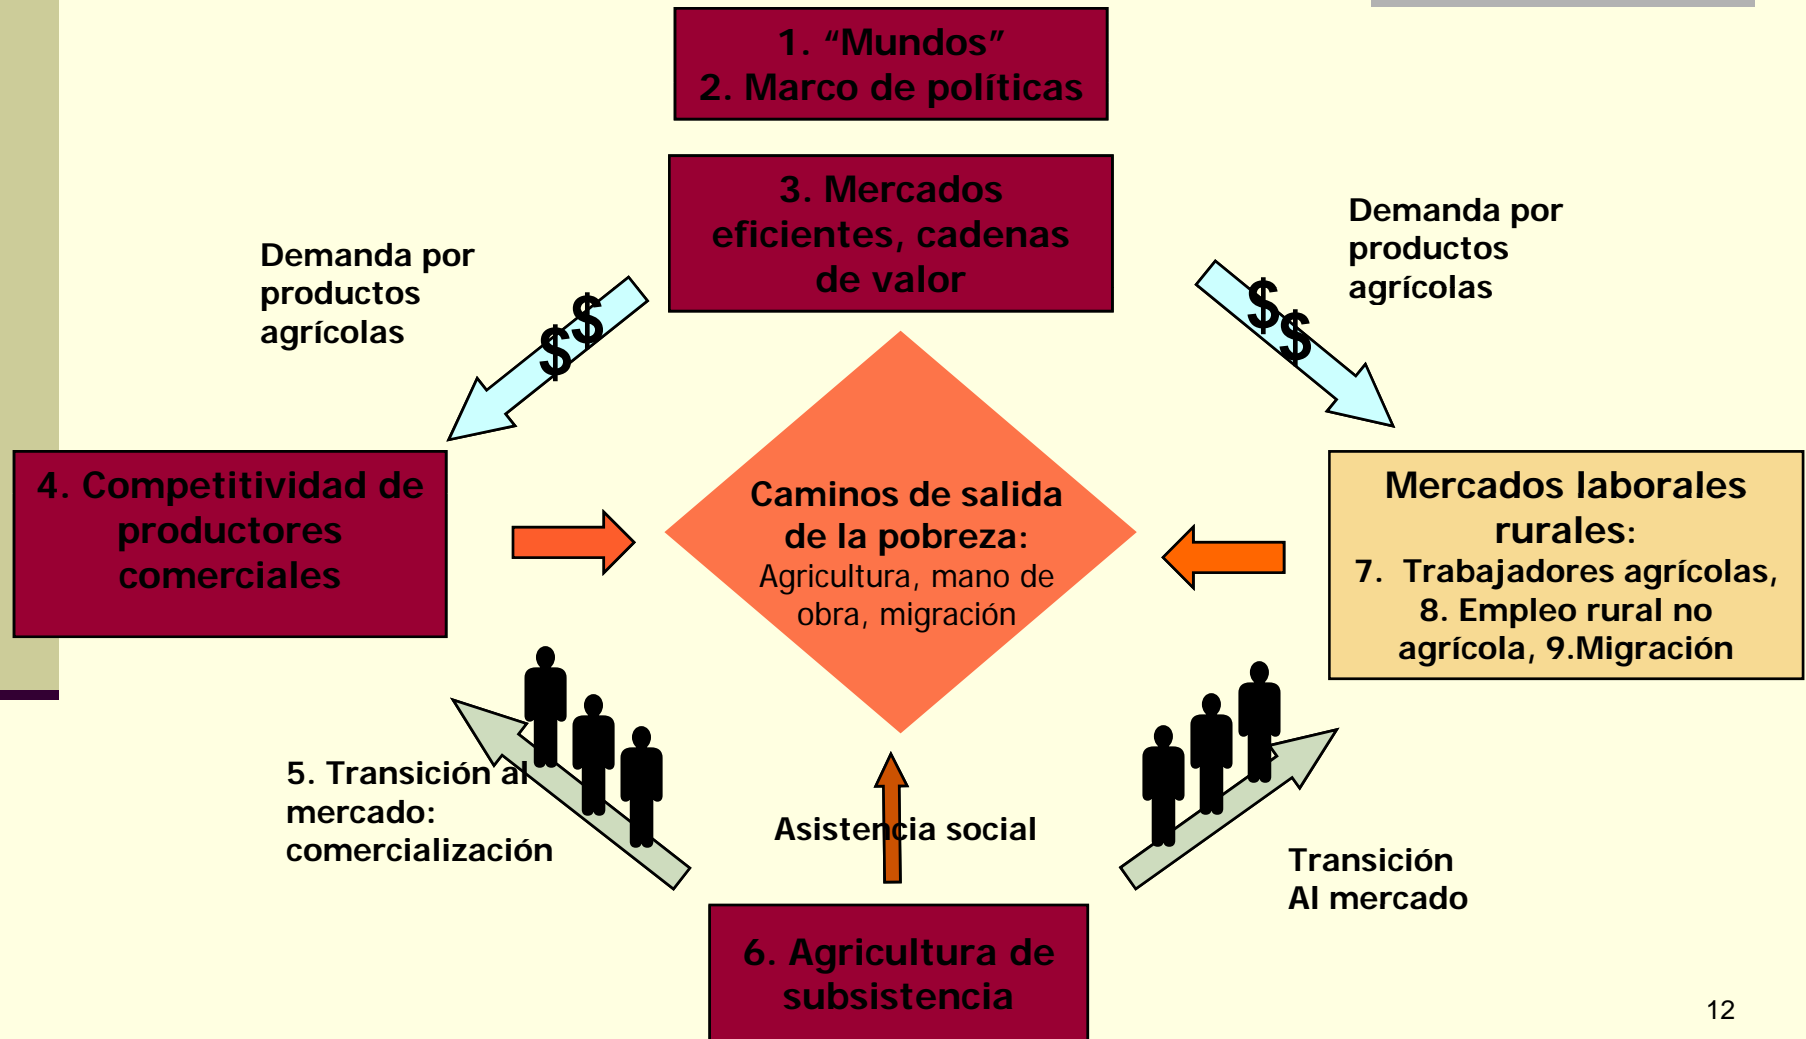 1. “Mundos”
2. Marco de políticas
3. Mercados
eficientes, cadenas
de valor
Demanda por
productos
agrícolas
$$
Demanda por
productos
agrícolas
$$
4. Competitividad de
productores
comerciales
Caminos de salida
de la pobreza:
Agricultura, mano de
obra, migración
Mercados laborales
rurales:
7. Trabajadores agrícolas,
8. Empleo rural no
agrícola, 9.Migración
5. Transición al
mercado:
comercialización
Asistencia social
Transición
Al mercado
6. Agricultura de
subsistencia
12